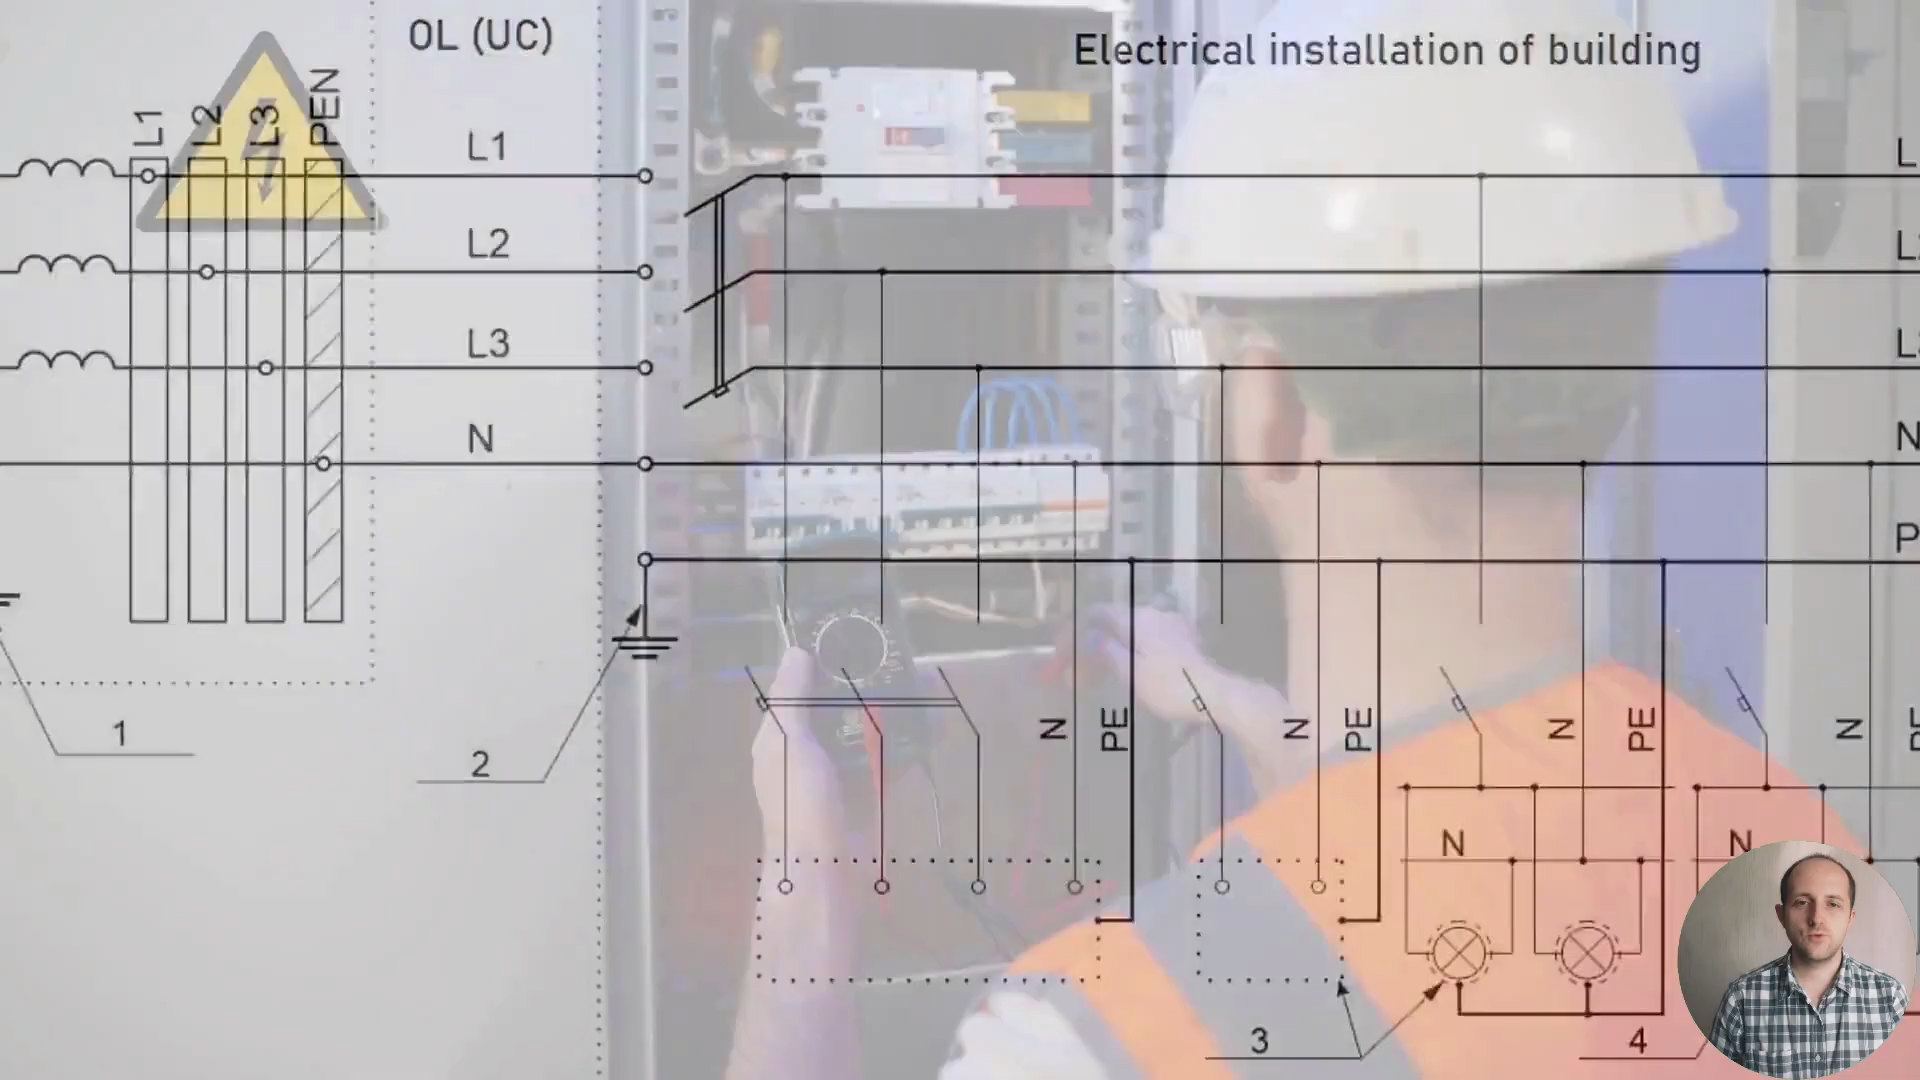 OL (UC)
Electrical installation of building
L1
L2
L3
PEN
L1
L
L2
L
L3
L
N
N
P
N
PE
N
PE
N
PE
N
1
2
N
N
3
4